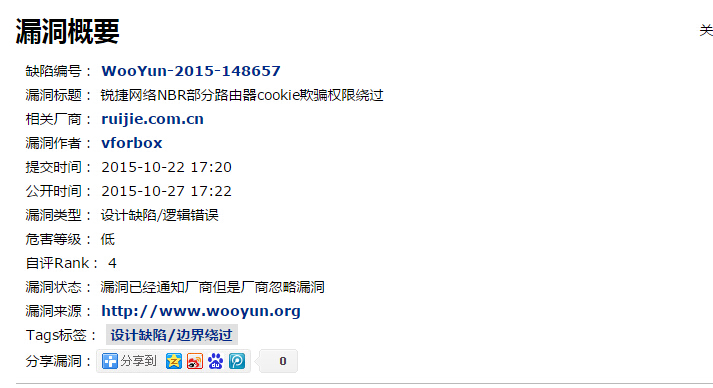 漏洞概要
关
缺陷编号： WooYun-2015-148657
漏洞标题： 锐捷网络NBR部分路由器cookie欺骗权限绕过
相关厂商： ruijie.com.cn
漏洞作者： vforbox
提交时间： 2015-10-22 17:20
公开时间： 2015-10-27 17:22
漏洞类型： 设计缺陷/逻辑错误
危害等级： 低
自评Rank： 4
漏洞状态： 漏洞已经通知厂商但是厂商忽略漏洞
漏洞来源： http://www.wooyun.org
Tags标签： 设计缺陷/边界绕过
分享漏洞： 分享到 0